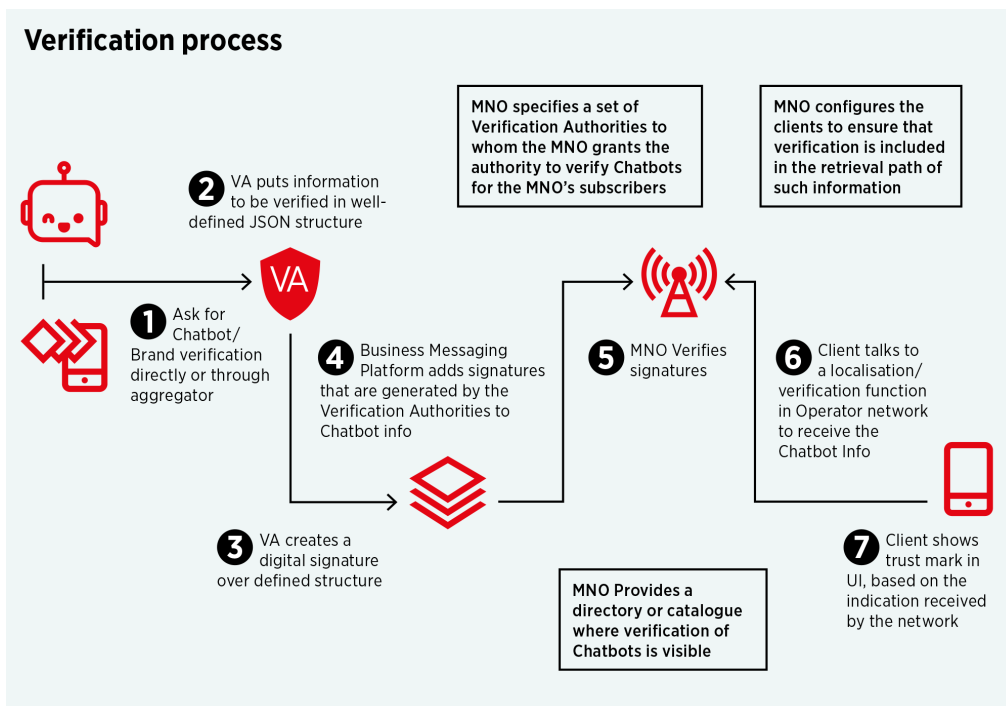 Verification process
MNO specifies a set of
Verification Authorities to
whom the MNO grants the
authority to verify Chatbots
for the MNO's subscribers
MNO configures the
clients to ensure that
verification is included
in the retrieval path of
such information
2 VA puts information
to be verified in well-
defined JSON structure
VA
1 Ask for
Chatbot/
Brand verification
directly or through
aggregator
4 Business Messaging
Platform adds signatures
that are generated by the
Verification Authorities to
Chatbot info
5 MNO Verifies
signatures
6 Client talks to
a localisation/
verification function
in Operator network
to receive the
Chatbot Info
3 VA creates a
digital signature
over defined structure
7 Client shows
trust mark in
UI, based on the
indication received
by the network
MNO Provides a
directory or catalogue
where verification of
Chatbots is visible